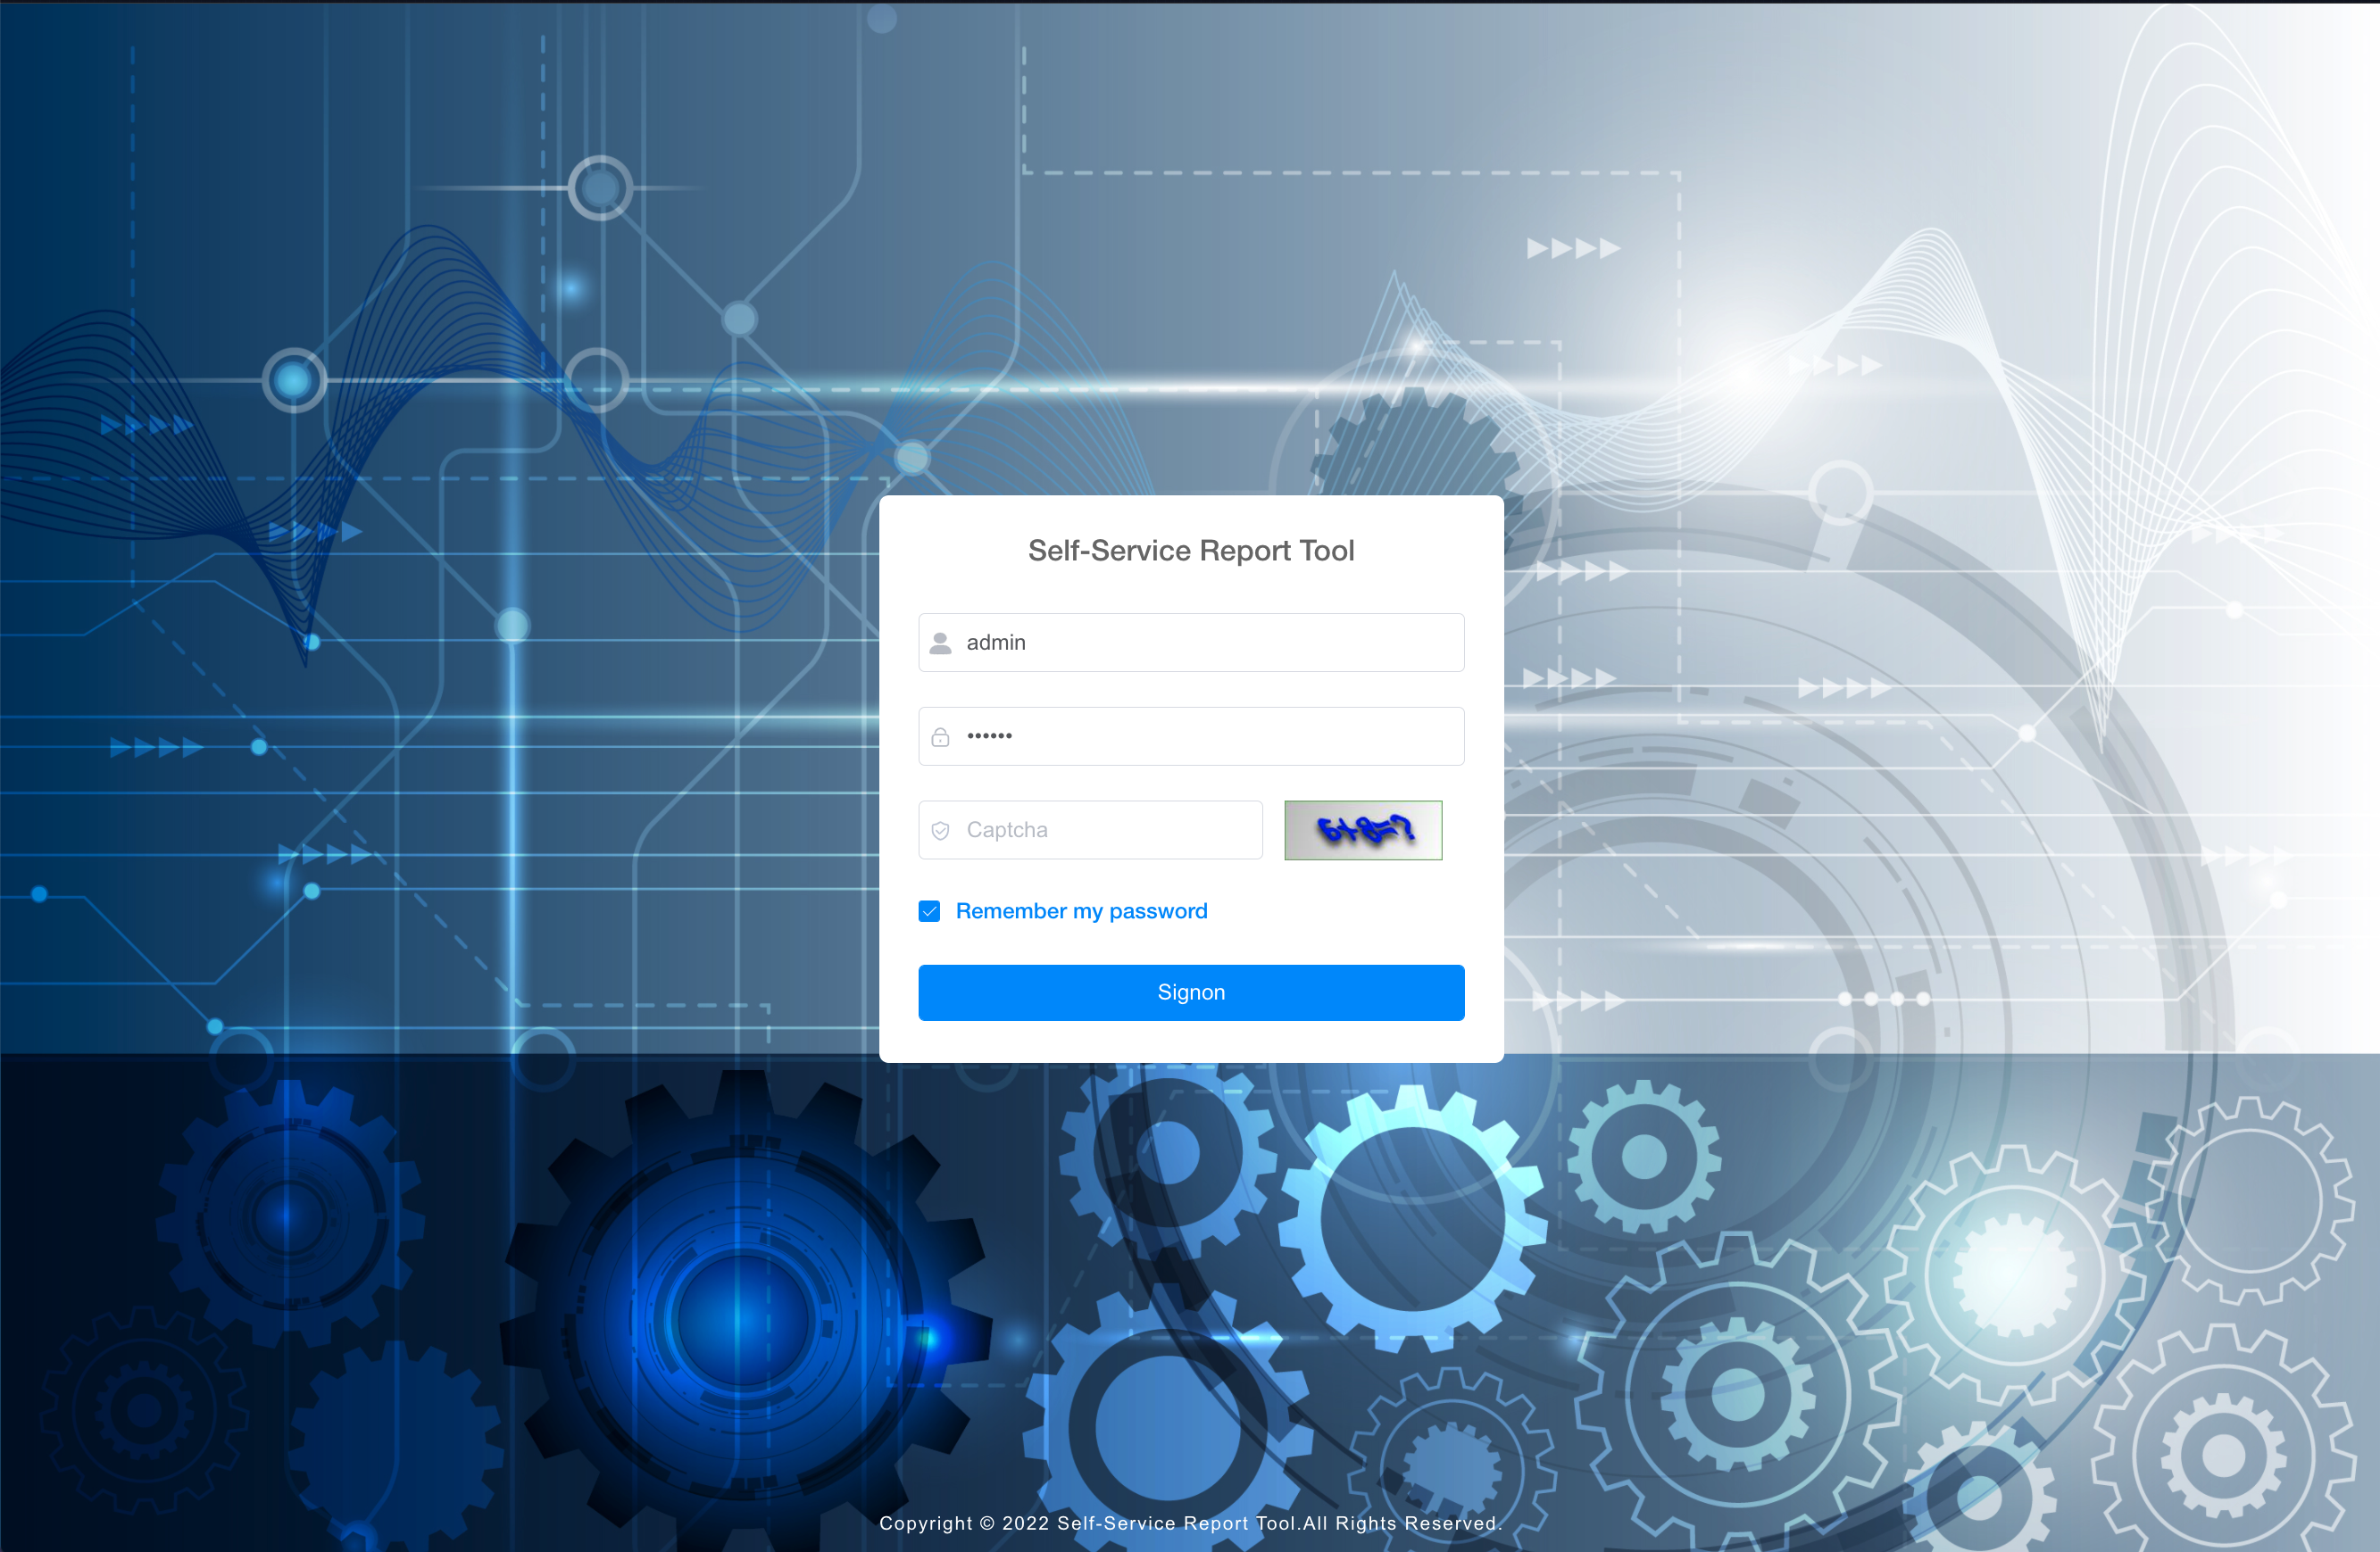 Self-Service Report Tool
admin
••••••
Captcha
Remember my password
Signon
Copyright © 2022 Self-Service Report Tool.All Rights Reserved.